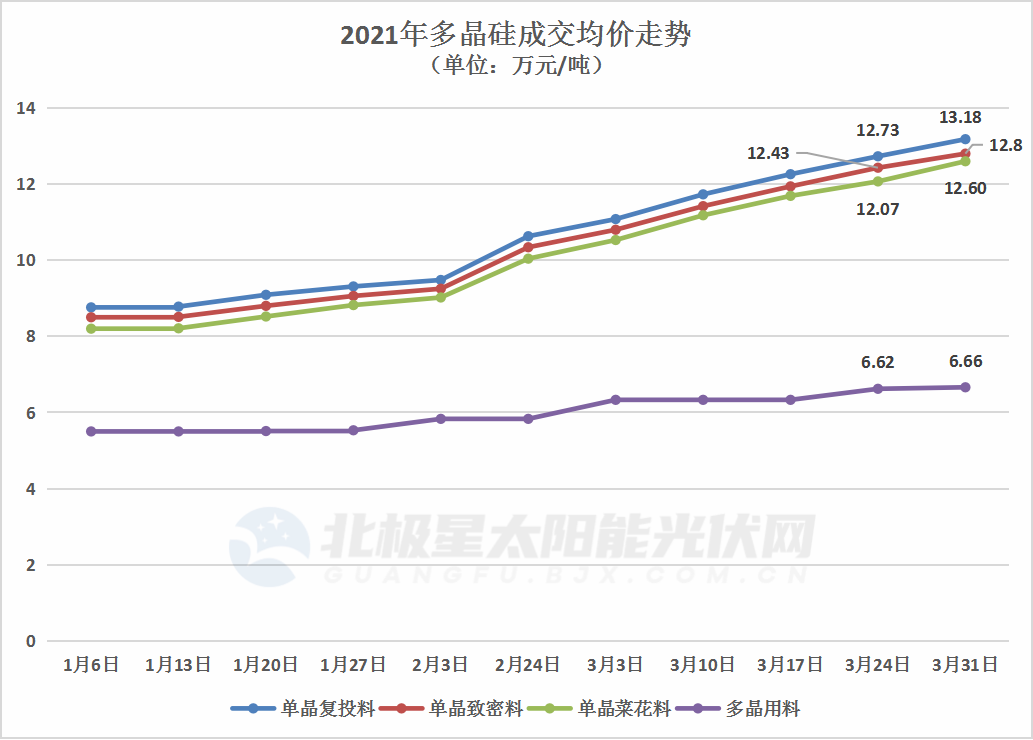 2021年多晶硅成交均价走势
（单位：万元/吨）
14
12
10
8
6
4
2
0
12.43
12.73
13.18
12.8
12.60
12.07
6.62
6.66
北极星太阳能光伏网
GUANGFU.BJX.COM.CN
1月6日 1月13日 1月20日 1月27日 2月3日 2月24日 3月3日 3月10日 3月17日 3月24日 3月31日
单晶复投料 单晶致密料 单晶菜花料 多晶用料